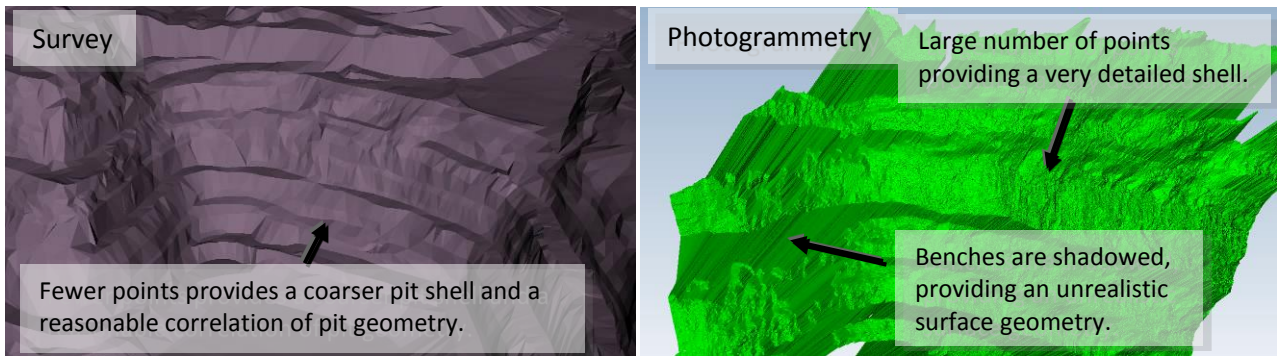 Survey
Fewer points provides a coarser pit shell and a
reasonable correlation of pit geometry.
Photogrammetry
Large number of points
providing a very detailed shell.
Benches are shadowed,
providing an unrealistic
surface geometry.